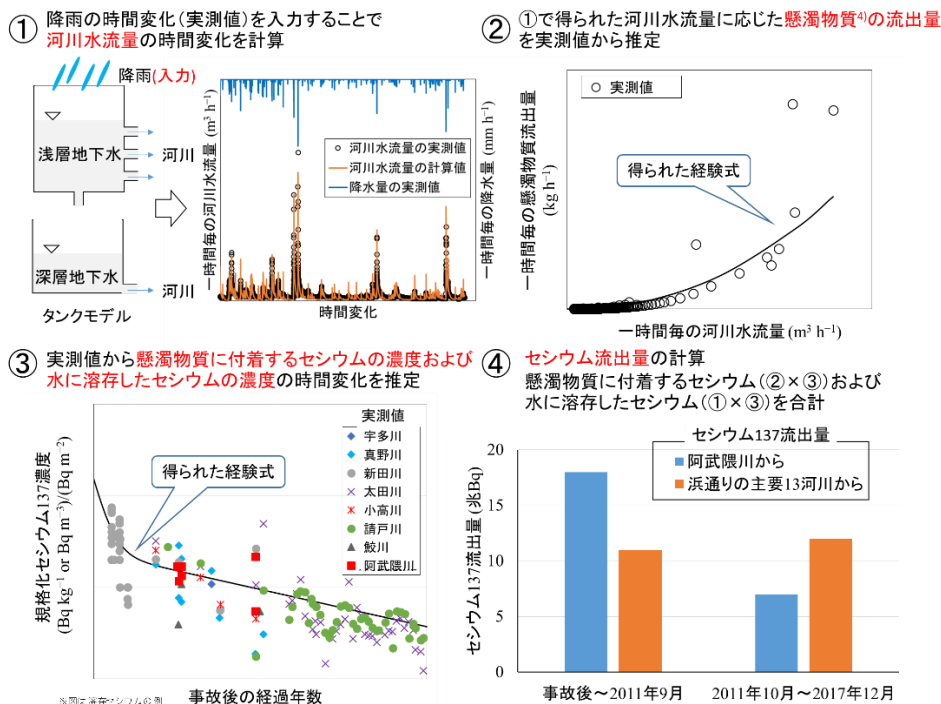 ① 降雨の時間変化(実測値)を入力することで
河川水流量の時間変化を計算
降雨(入力)
浅層地下水
河川
深層地下水
河川
タンクモデル
一時間毎の河川水流量 (m³ h⁻¹)
河川水流量の実測値
河川水流量の計算値
降水量の実測値
一時間毎の降水量 (mm h⁻¹)
時間変化
② ①で得られた河川水流量に応じた懸濁物質⁴⁾の流出量
を実測値から推定
一時間毎の懸濁物質流出量
(kg h⁻¹)
実測値
得られた経験式
一時間毎の河川水流量 (m³ h⁻¹)
③ 実測値から懸濁物質に付着するセシウムの濃度および
水に溶存したセシウムの濃度の時間変化を推定
規格化セシウム137濃度
(Bq kg⁻¹ or Bq m⁻³)/(Bq m⁻²)
得られた経験式
実測値
宇多川
真野川
新田川
太田川
小高川
請戸川
鮫川
阿武隈川
事故後の経過年数
※図は溶存セシウムの例
④ セシウム流出量の計算
懸濁物質に付着するセシウム(②×③)および
水に溶存したセシウム(①×③)を合計
セシウム137流出量
阿武隈川から
浜通りの主要13河川から
セシウム137流出量 (兆Bq)
20
15
10
5
0
事故後~2011年9月
2011年10月~2017年12月